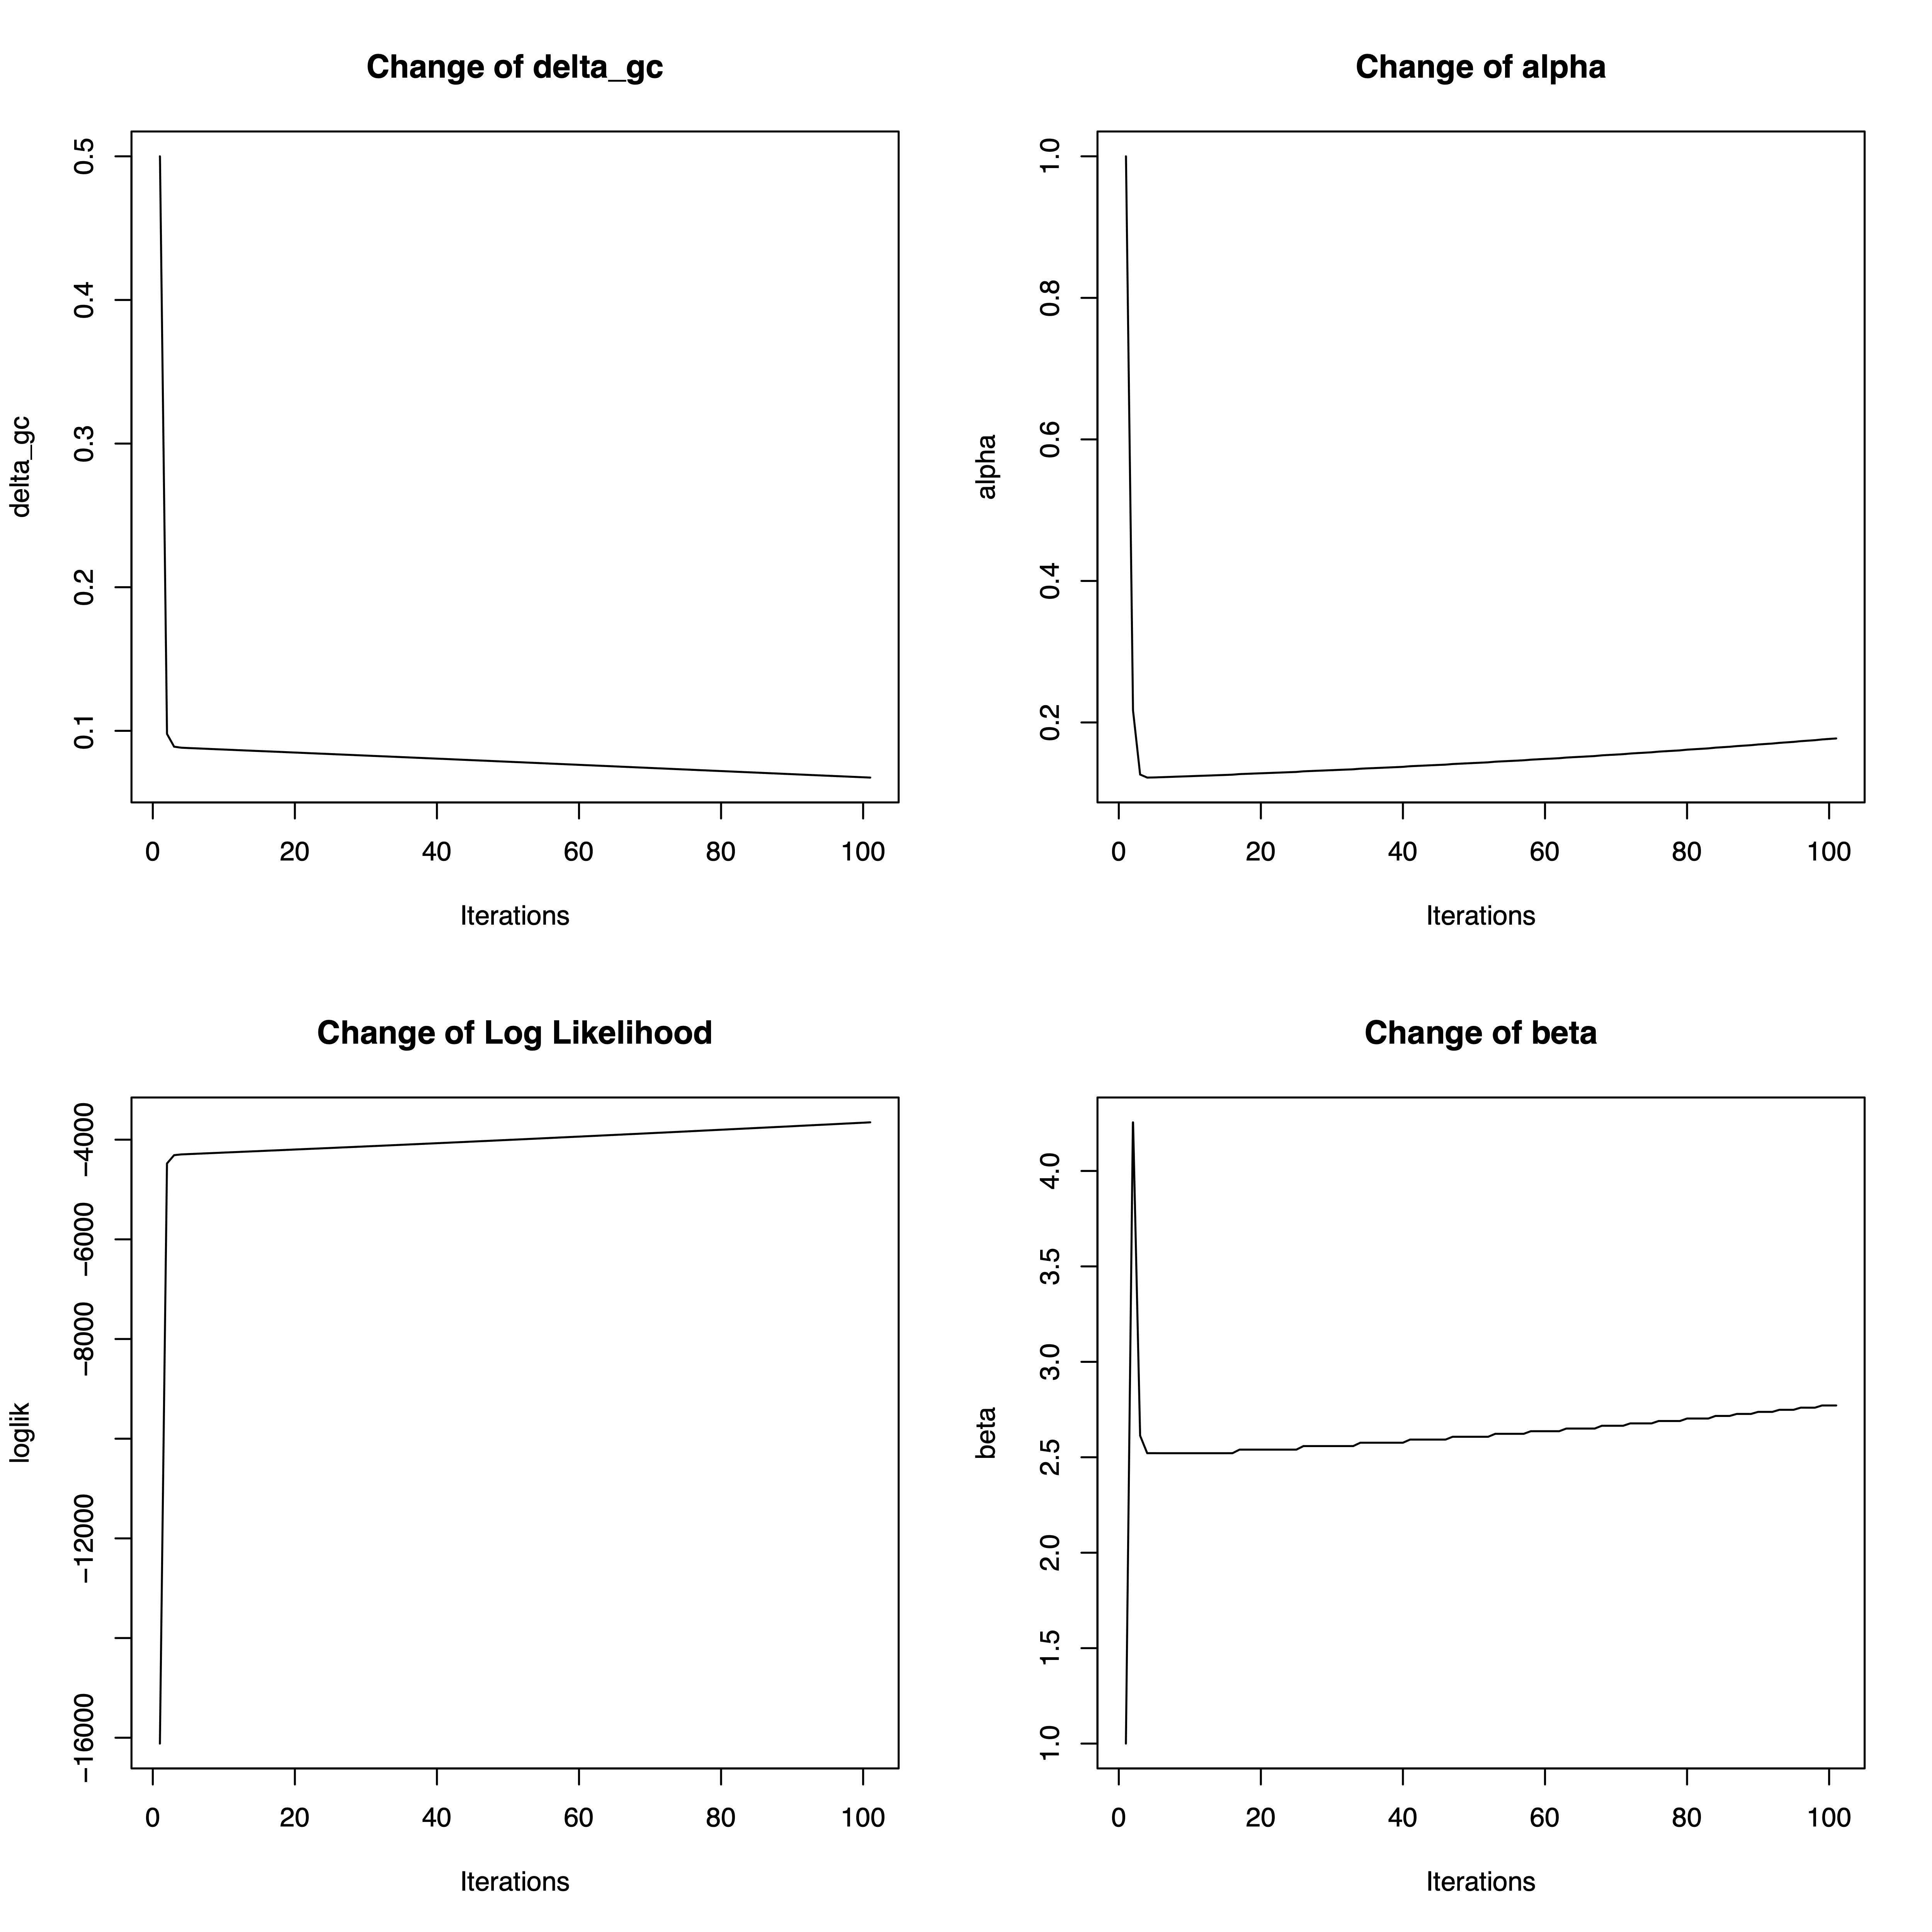 Change of delta_gc
delta_gc
0.5
0.4
0.3
0.2
0.1
0 20 40 60 80 100
Iterations
Change of alpha
alpha
1.0
0.8
0.6
0.4
0.2
0 20 40 60 80 100
Iterations
Change of Log Likelihood
loglik
−4000
−6000
−8000
−12000
−16000
0 20 40 60 80 100
Iterations
Change of beta
beta
4.0
3.5
3.0
2.5
2.0
1.5
1.0
0 20 40 60 80 100
Iterations